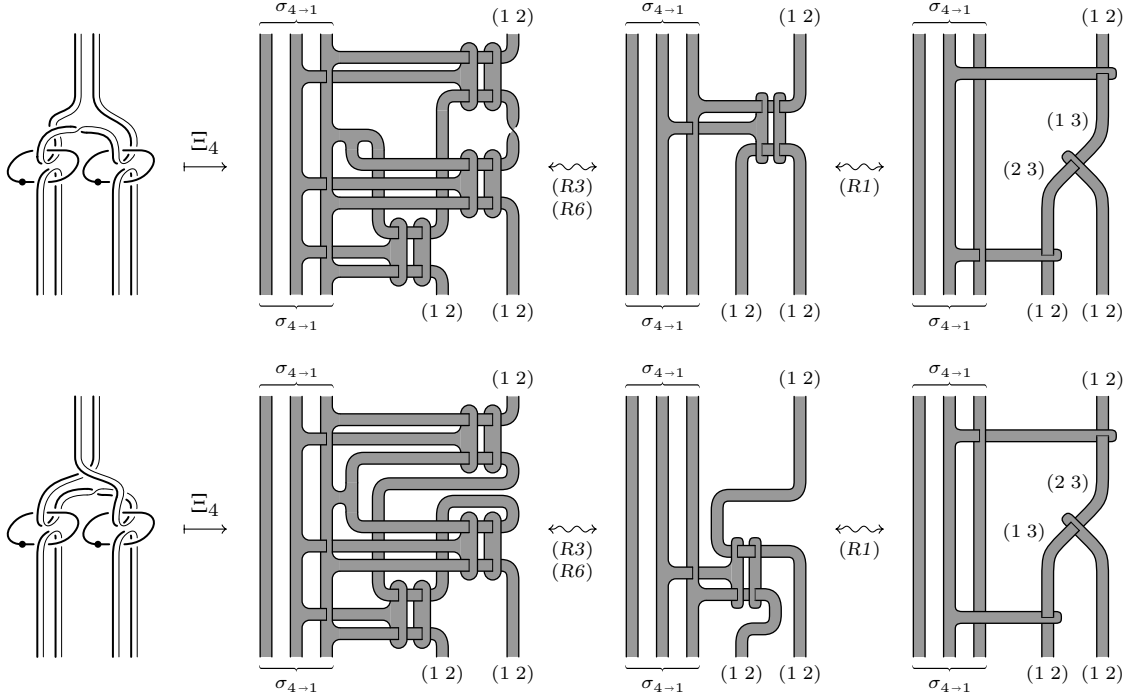 σ4→1 (1 2) σ4→1 (1 2) σ4→1 (1 2)
(1 3)
Ξ4
(R3) (R1) (2 3)
(R6)
(1 2) (1 2) (1 2) (1 2) (1 2) (1 2)
σ4→1 σ4→1 σ4→1
σ4→1 (1 2) σ4→1 (1 2) σ4→1 (1 2)
(2 3)
Ξ4
(R3) (R1) (1 3)
(R6)
(1 2) (1 2) (1 2) (1 2) (1 2) (1 2)
σ4→1 σ4→1 σ4→1